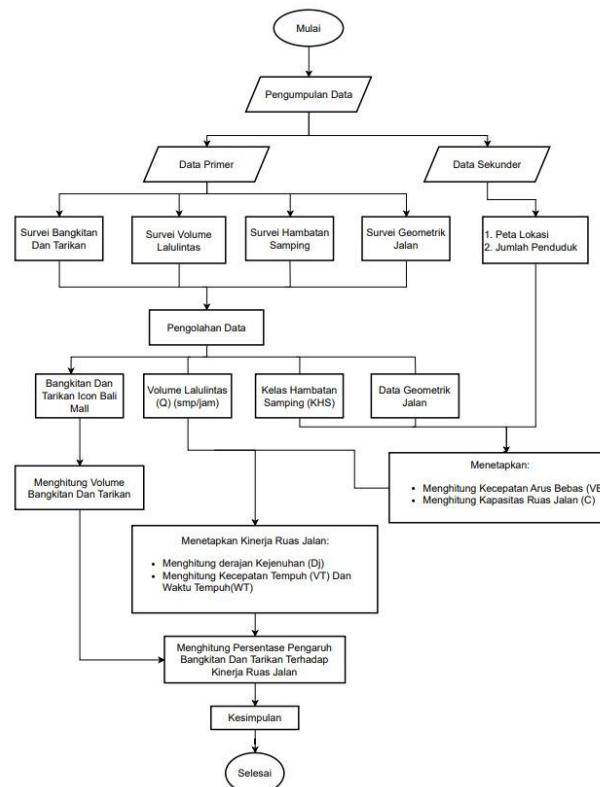 Mulai
Pengumpulan Data
Data Primer
Data Sekunder
Survei Bangkitan
Dan Tarikan
Survei Volume
Lalulintas
Survei Hambatan
Samping
Survei Geometrik
Jalan
1. Peta Lokasi
2. Jumlah Penduduk
Pengolahan Data
Bangkitan Dan
Tarikan Icon Bali
Mall
Volume Lalulintas
(Q) (smp/jam)
Kelas Hambatan
Samping (KHS)
Data Geometrik
Jalan
Menghitung Volume
Bangkitan Dan Tarikan
Menetapkan:
• Menghitung Kecepatan Arus Bebas (VB
• Menghitung Kapasitas Ruas Jalan (C)
Menetapkan Kinerja Ruas Jalan:
• Menghitung derajan Kejenuhan (Dj)
• Menghitung Kecepatan Tempuh (VT) Dan
Waktu Tempuh(WT)
Menghitung Persentase Pengaruh
Bangkitan Dan Tarikan Terhadap
Kinerja Ruas Jalan
Kesimpulan
Selesai